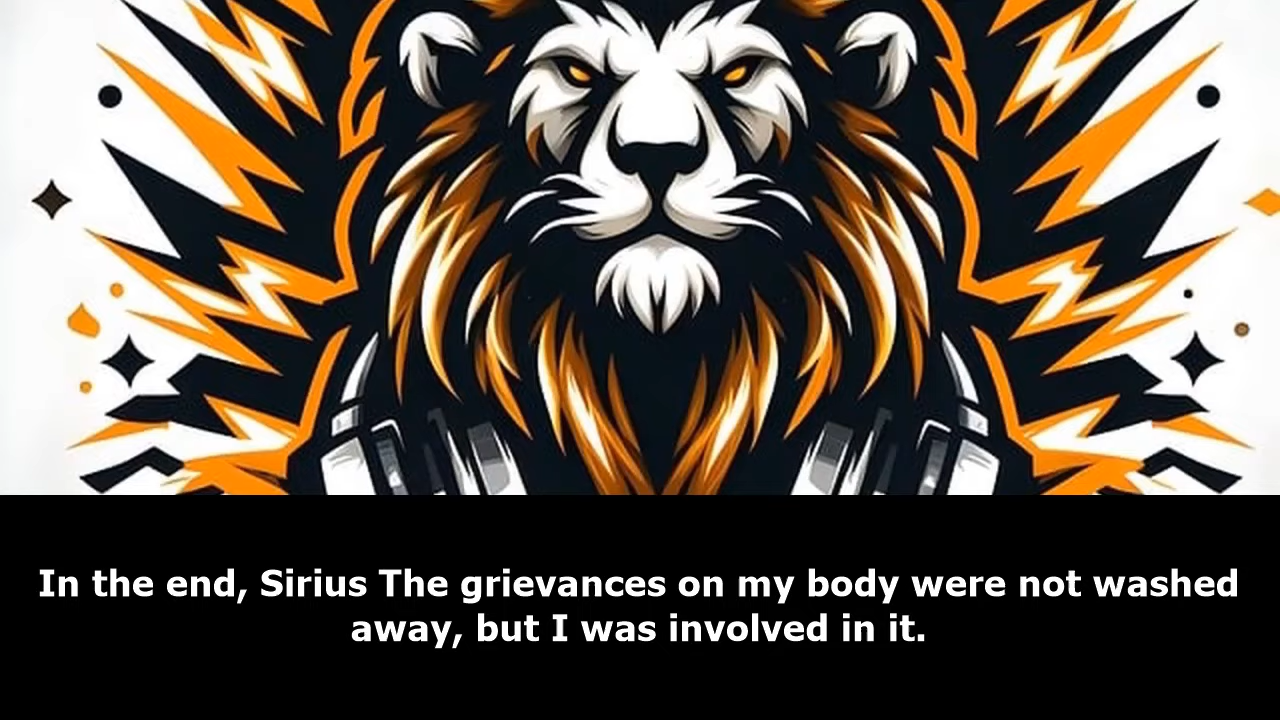 In the end, Sirius The grievances on my body were not washed
away, but I was involved in it.